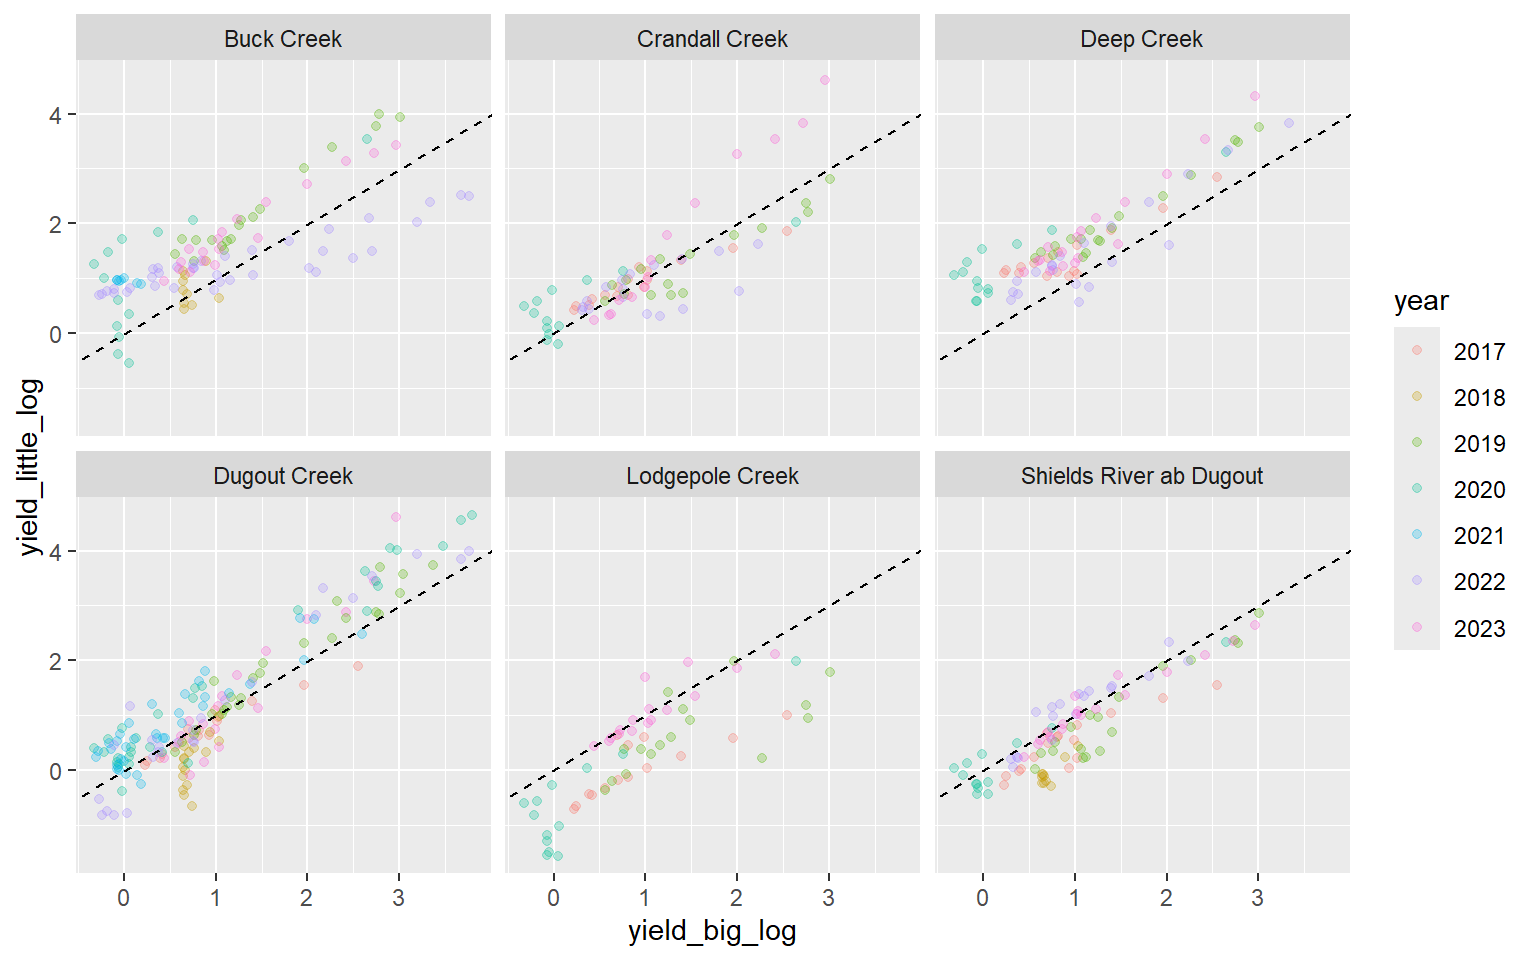 Buck Creek
Crandall Creek
Deep Creek
4
2
0
Dugout Creek
Lodgepole Creek
Shields River ab Dugout
4
2
0
0 1 2 3
0 1 2 3
0 1 2 3
yield_big_log
yield_little_log
year
2017
2018
2019
2020
2021
2022
2023